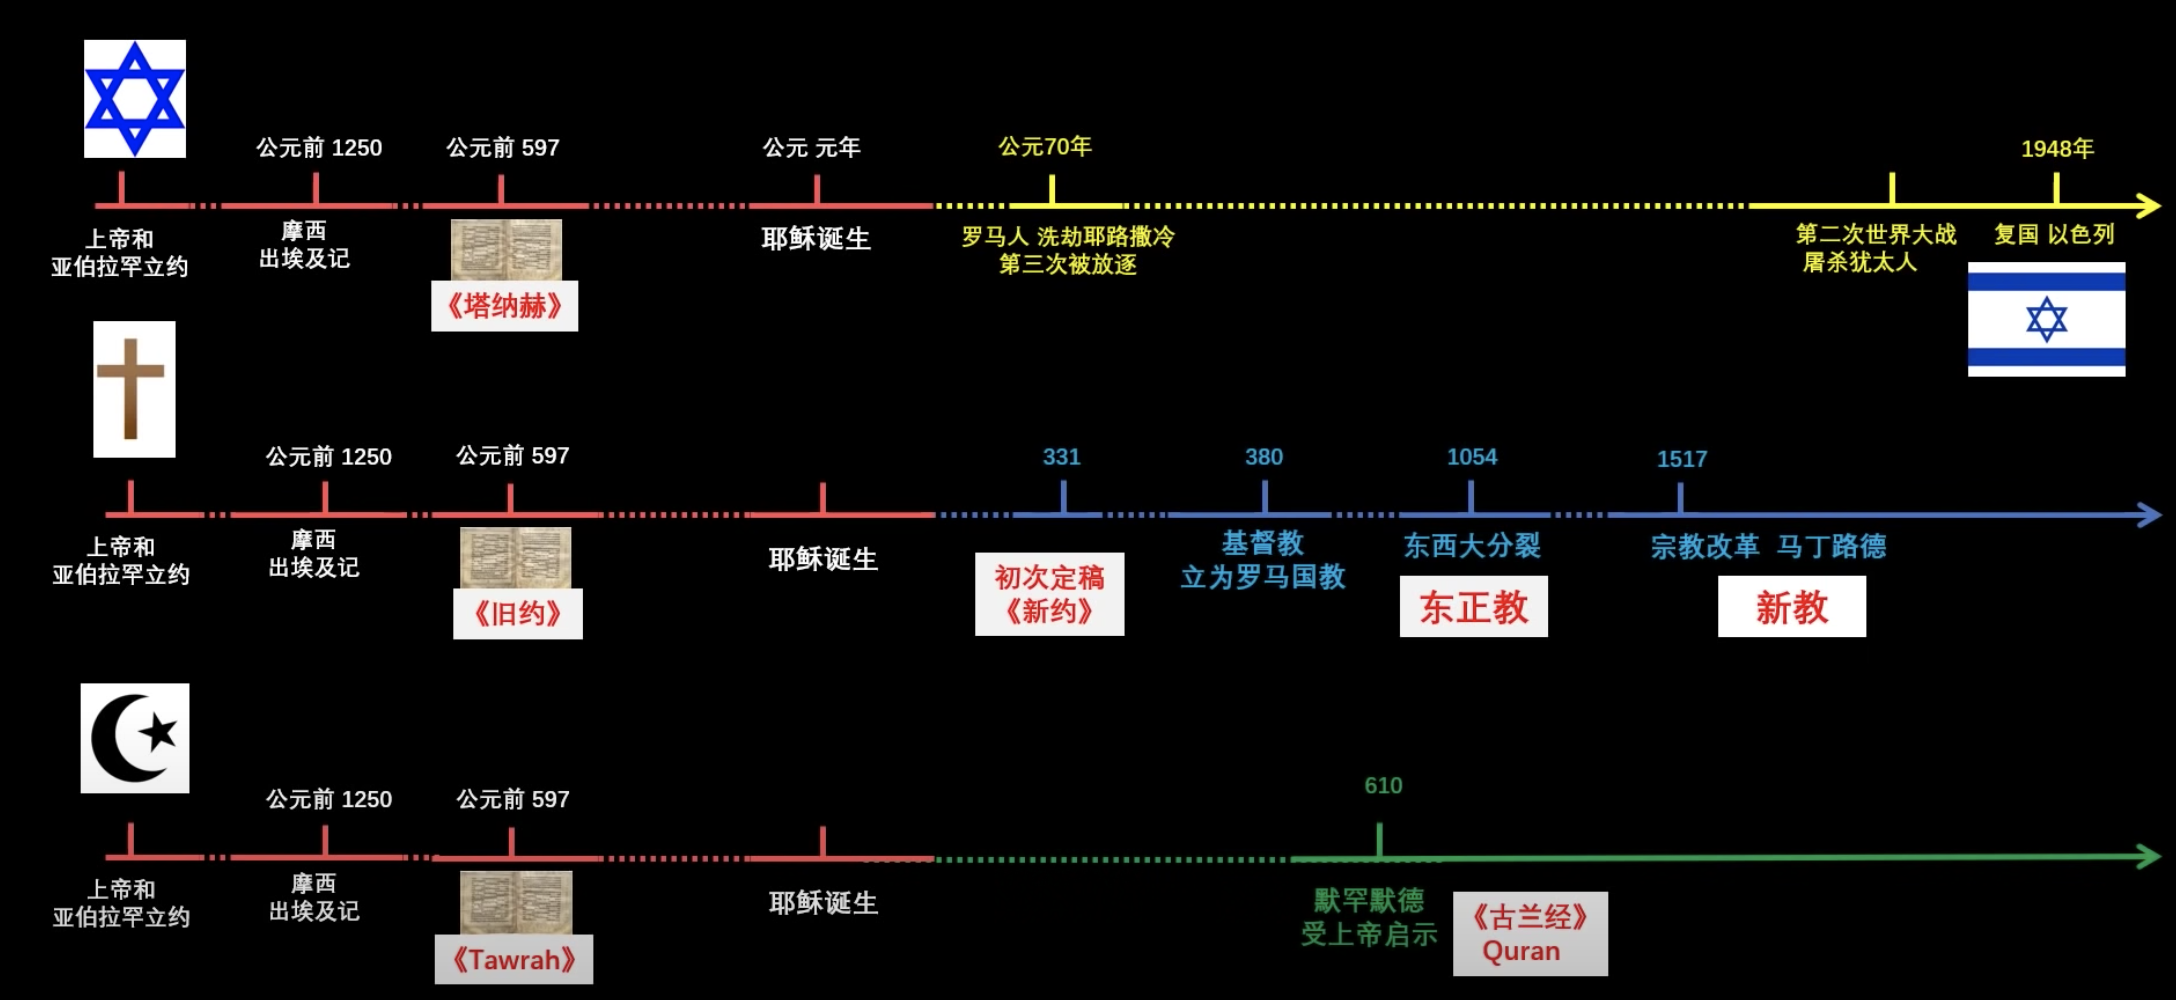 公元前 1250
公元前 597
公元 元年
公元70年
1948年
上帝和
亚伯拉罕立约
摩西
出埃及记
《塔纳赫》
耶稣诞生
罗马人 洗劫耶路撒冷
第三次被放逐
第二次世界大战
屠杀犹太人
复国 以色列
公元前 1250
公元前 597
331
380
1054
1517
上帝和
亚伯拉罕立约
摩西
出埃及记
《旧约》
耶稣诞生
初次定稿
《新约》
基督教
立为罗马国教
东西大分裂
东正教
宗教改革 马丁路德
新教
公元前 1250
公元前 597
610
上帝和
亚伯拉罕立约
摩西
出埃及记
《Tawrah》
耶稣诞生
默罕默德
受上帝启示
《古兰经》
Quran